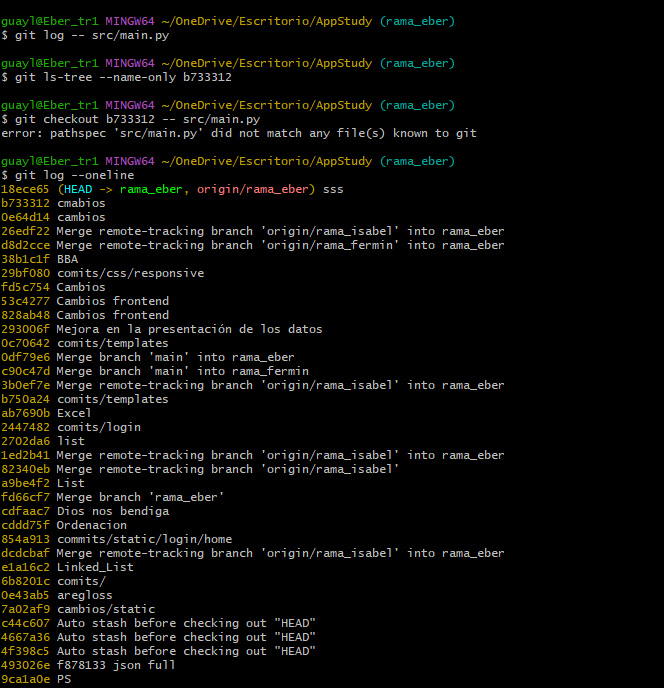 guayl@Eber_tr1 MINGW64 ~/OneDrive/Escritorio/AppStudy (rama_eber)
$ git log -- src/main.py
guayl@Eber_tr1 MINGW64 ~/OneDrive/Escritorio/AppStudy (rama_eber)
$ git ls-tree --name-only b733312
guayl@Eber_tr1 MINGW64 ~/OneDrive/Escritorio/AppStudy (rama_eber)
$ git checkout b733312 -- src/main.py
error: pathspec 'src/main.py' did not match any file(s) known to git
guayl@Eber_tr1 MINGW64 ~/OneDrive/Escritorio/AppStudy (rama_eber)
$ git log --oneline
18ece65 (HEAD -> rama_eber, origin/rama_eber) sss
b733312 cmabios
0e64d14 cambios
26edf22 Merge remote-tracking branch 'origin/rama_isabel' into rama_eber
d8d2cce Merge remote-tracking branch 'origin/rama_fermin' into rama_eber
38b1c1f BBA
29bf080 comits/css/responsive
fd5c754 Cambios
53c4277 Cambios frontend
828ab48 Cambios frontend
293006f Mejora en la presentación de los datos
0c70642 comits/templates
0df79e6 Merge branch 'main' into rama_eber
c90c47d Merge branch 'main' into rama_fermin
3b0ef7e Merge remote-tracking branch 'origin/rama_isabel' into rama_eber
b750a24 comits/templates
ab7690b Excel
2447482 comits/login
2702da6 list
1ed2b41 Merge remote-tracking branch 'origin/rama_isabel' into rama_eber
82340eb Merge remote-tracking branch 'origin/rama_isabel'
a9be4f2 List
fd66cf7 Merge branch 'rama_eber'
cdfaac7 Dios nos bendiga
cddd75f Ordenacion
854a913 commits/static/login/home
dcdcbaf Merge remote-tracking branch 'origin/rama_isabel' into rama_eber
e1a16c2 Linked_List
6b8201c comits/
0e43ab5 aregloss
7a02af9 cambios/static
c44c607 Auto stash before checking out "HEAD"
4667a36 Auto stash before checking out "HEAD"
4f398c5 Auto stash before checking out "HEAD"
493026e f878133 json full
9ca1a0e PS